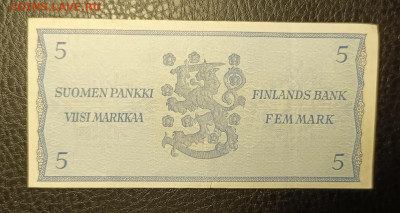 COINS.LAVE.RU
5 5
SUOMEN PANKKI FINLANDS BANK
VIISI MARKKAA FEM MARK
5 5